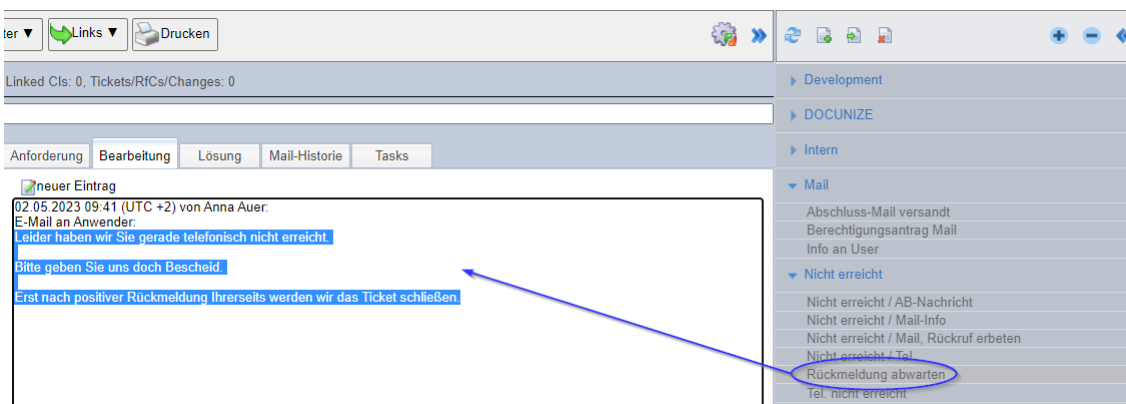 ter ▼ Links ▼ Drucken
Linked CIs: 0, Tickets/RfCs/Changes: 0
Anforderung Bearbeitung Lösung Mail-Historie Tasks
neuer Eintrag
02.05.2023 09:41 (UTC +2) von Anna Auer:
E-Mail an Anwender:
Leider haben wir Sie gerade telefonisch nicht erreicht.
Bitte geben Sie uns doch Bescheid.
Erst nach positiver Rückmeldung Ihrerseits werden wir das Ticket schließen.
Development
DOCUNIZE
Intern
Mail
Abschluss-Mail versandt
Berechtigungsantrag Mail
Info an User
Nicht erreicht
Nicht erreicht / AB-Nachricht
Nicht erreicht / Mail-Info
Nicht erreicht / Mail, Rückruf erbeten
Nicht erreicht / Tel.
Rückmeldung abwarten
Tel. nicht erreicht